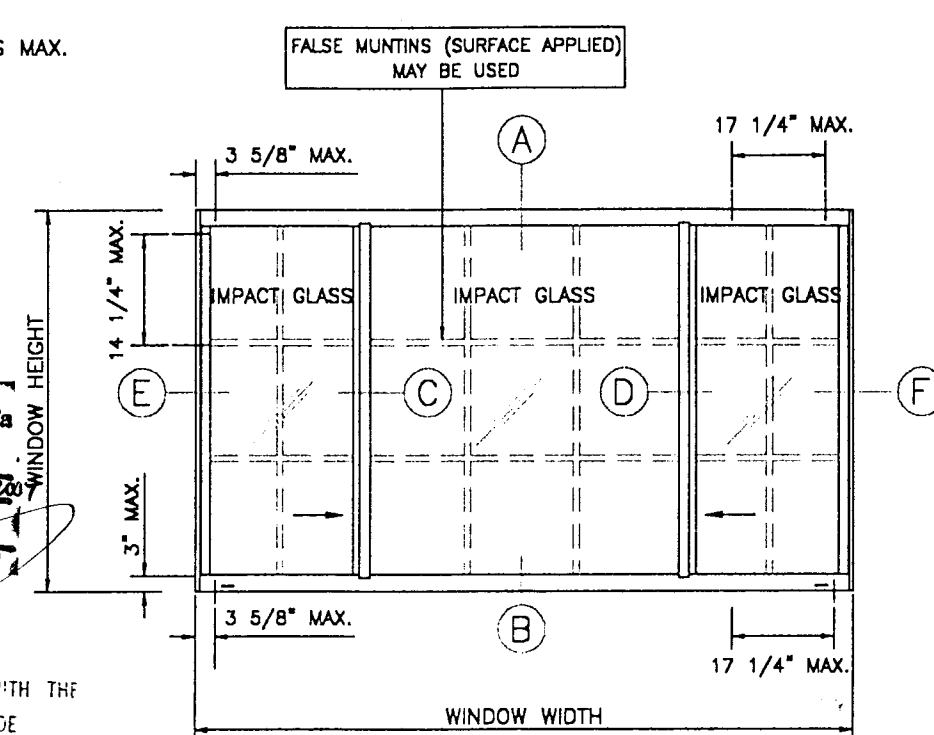 S MAX.
FALSE MUNTINS (SURFACE APPLIED)
MAY BE USED
A
17 1/4" MAX.
3 5/8" MAX.
14 1/4" MAX.
WINDOW HEIGHT
IMPACT GLASS
IMPACT GLASS
IMPACT GLASS
E
C
D
F
3" MAX.
3 5/8" MAX.
B
17 1/4" MAX.
THE
WINDOW WIDTH